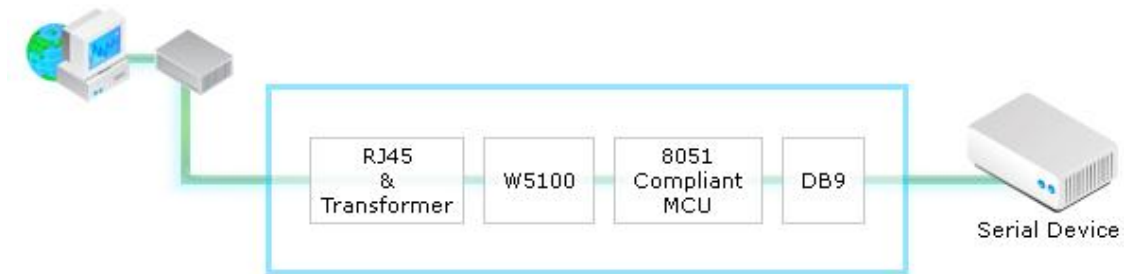 RJ45
&
Transformer
W5100
8051
Compliant
MCU
DB9
Serial Device